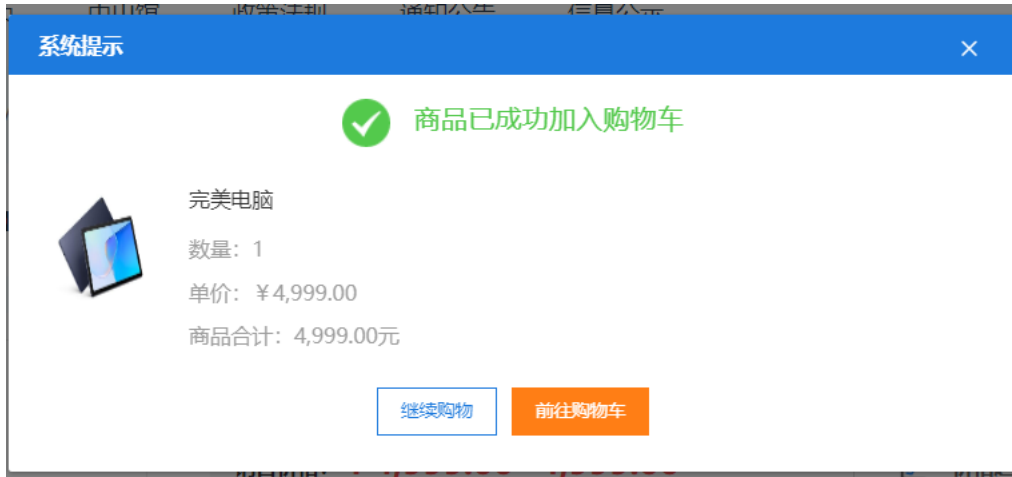 系统提示
商品已成功加入购物车
完美电脑
数量：1
单价：￥4,999.00
商品合计：4,999.00元
继续购物
前往购物车